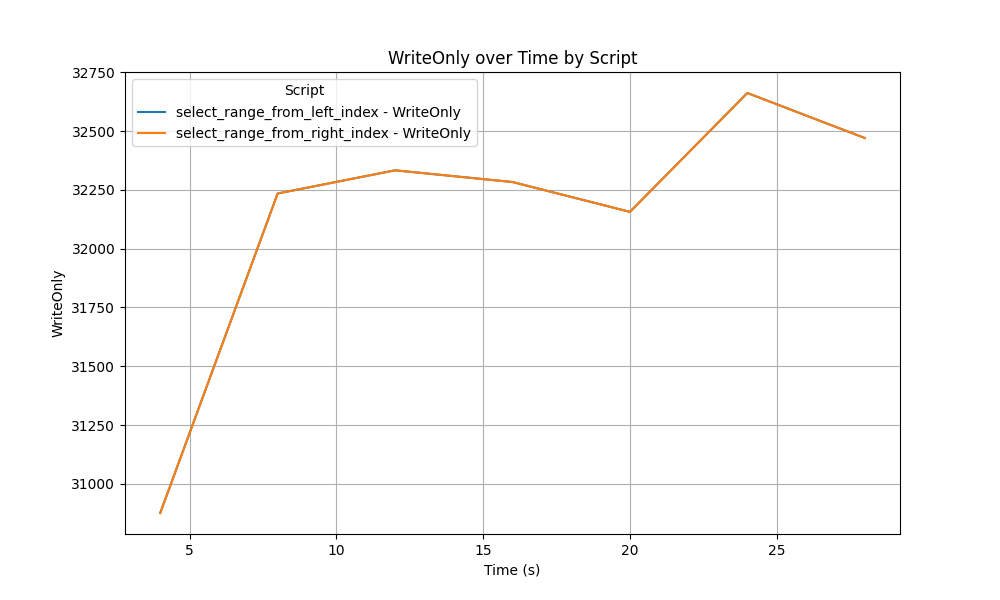 WriteOnly over Time by Script
32750
32500
32250
32000
31750
31500
31250
31000
WriteOnly
Script
select_range_from_left_index - WriteOnly
select_range_from_right_index - WriteOnly
5
10
15
20
25
Time (s)